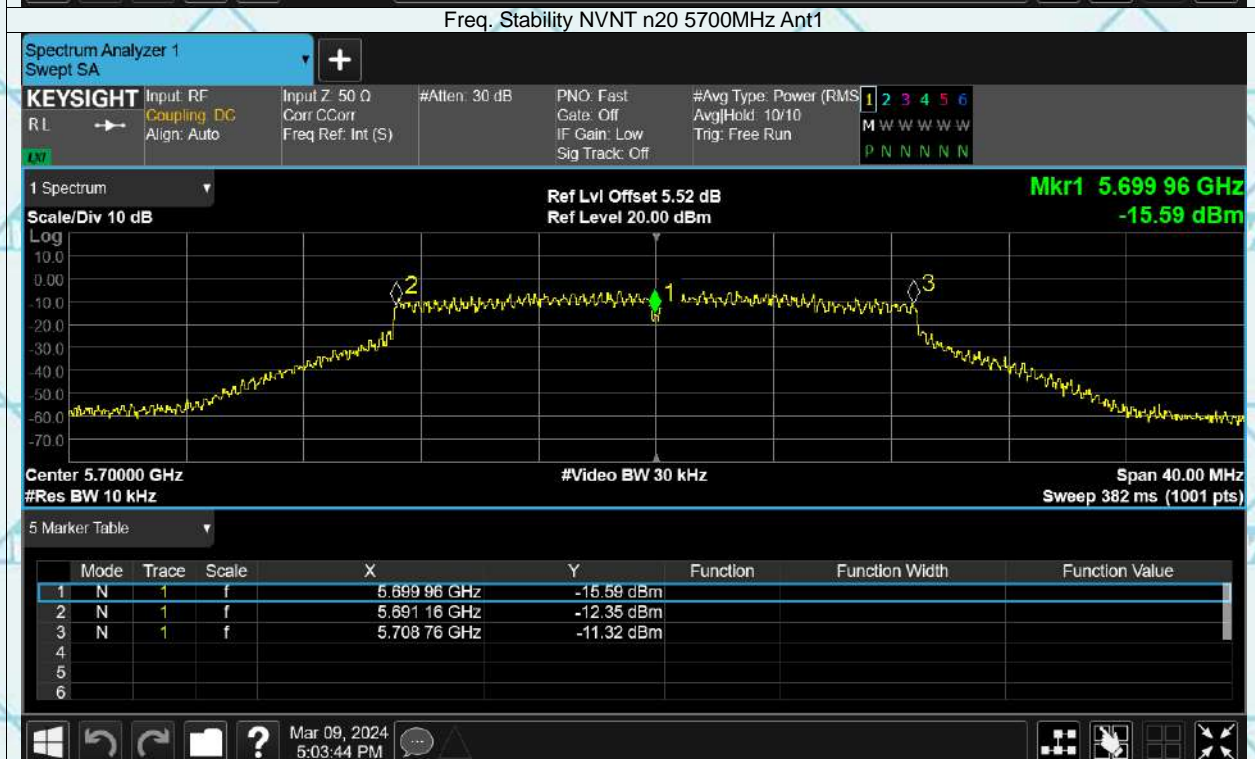 Freq. Stability NVNT n20 5700MHz Ant1
Spectrum Analyzer 1
Swept SA
+
KEYSIGHT Input: RF Input Z: 50 Ω #Atten: 30 dB PNO: Fast #Avg Type: Power (RMS 1 2 3 4 5 6
RL Coupling: DC Corr CCorr Gate: Off Avg|Hold: 10/10 M W W W W W
Align: Auto Freq Ref: Int (S) IF Gain: Low Trig: Free Run
LXI Sig Track: Off P N N N N N
1 Spectrum Ref Lvl Offset 5.52 dB Mkr1 5.699 96 GHz
Scale/Div 10 dB Ref Level 20.00 dBm -15.59 dBm
Log
10.0
0.00
-10.0
-20.0
-30.0
-40.0
-50.0
-60.0
-70.0
2
1
3
Center 5.70000 GHz #Video BW 30 kHz Span 40.00 MHz
#Res BW 10 kHz Sweep 382 ms (1001 pts)
5 Marker Table
Mode Trace Scale X Y Function Function Width Function Value
1 N 1 f 5.699 96 GHz -15.59 dBm
2 N 1 f 5.691 16 GHz -12.35 dBm
3 N 1 f 5.708 76 GHz -11.32 dBm
4
5
6
? Mar 09, 2024
5:03:44 PM